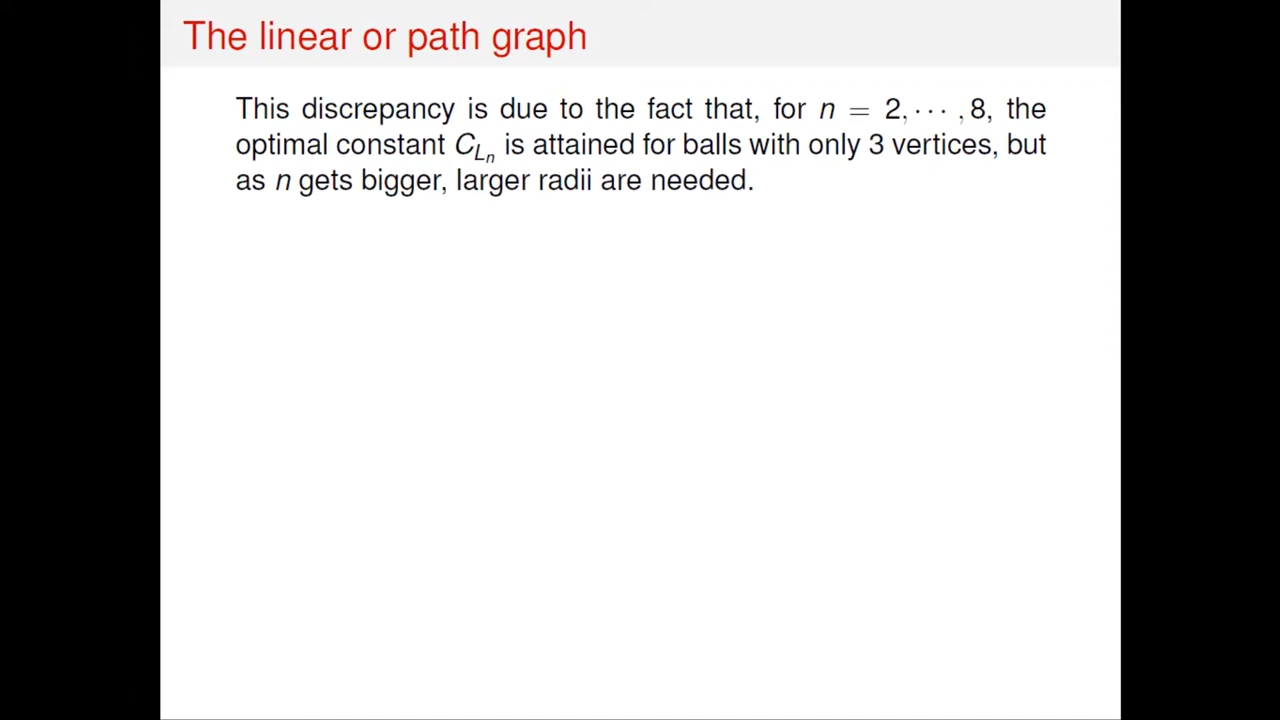 The linear or path graph
This discrepancy is due to the fact that, for n = 2, ··· , 8, the
optimal constant C_{L_n} is attained for balls with only 3 vertices, but
as n gets bigger, larger radii are needed.